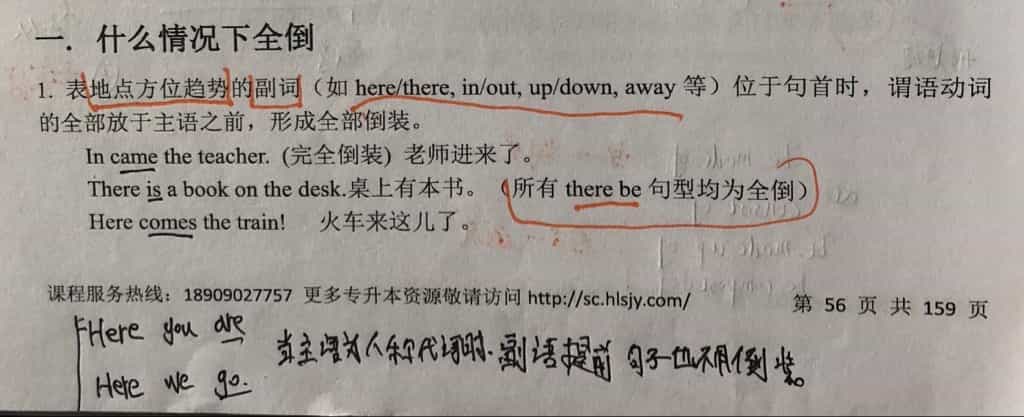 一. 什么情况下全倒
1. 表地点方位趋势的副词（如 here/there, in/out, up/down, away 等）位于句首时，谓语动词
的全部放于主语之前，形成全部倒装。
In came the teacher. (完全倒装) 老师进来了。
There is a book on the desk.桌上有本书。（所有 there be 句型均为全倒）
Here comes the train! 火车来这儿了。
课程服务热线：18909027757 更多专升本资源敬请访问 http://sc.hlsjy.com/
第 56 页 共 159 页
Here you are
Here we go.
当主语为人称代词时.副语提前 句子也不用倒装。